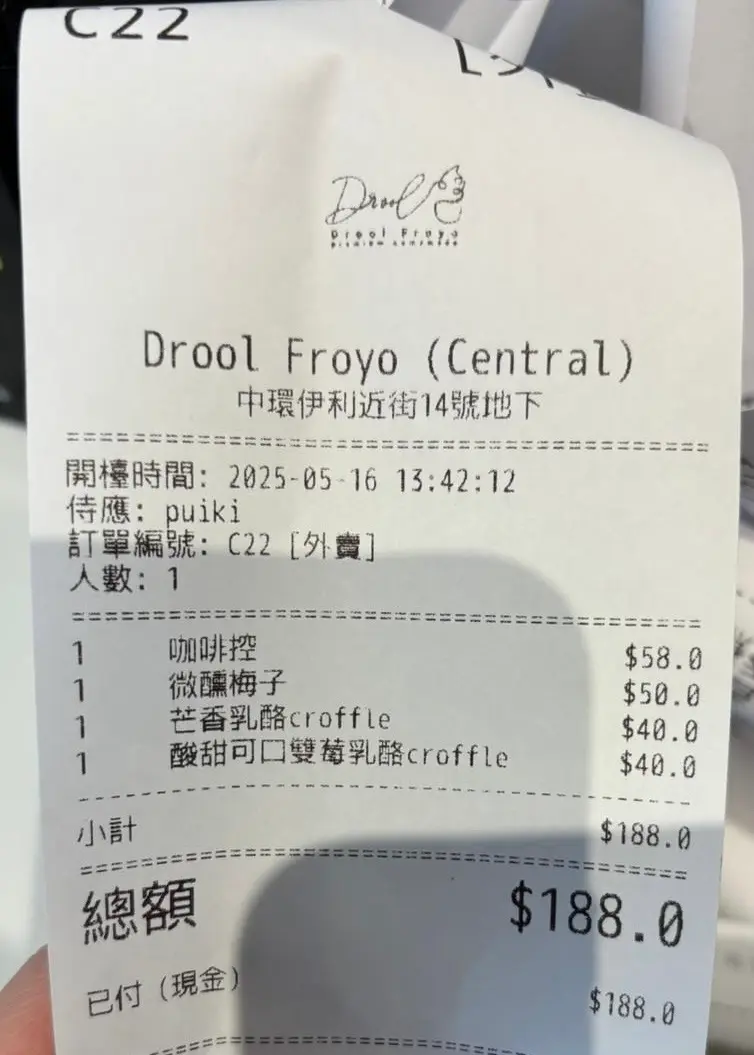 C22
Drool
Drool Froyo
Drool Froyo (Central)
中環伊利近街14號地下
開檯時間: 2025-05-16 13:42:12
侍應: puiki
訂單編號: C22 [外賣]
人數: 1
1 咖啡控 $58.0
1 微醺梅子 $50.0
1 芒香乳酪croffle $40.0
1 酸甜可口雙莓乳酪croffle $40.0
小計 $188.0
總額 $188.0
已付 (現金) $188.0